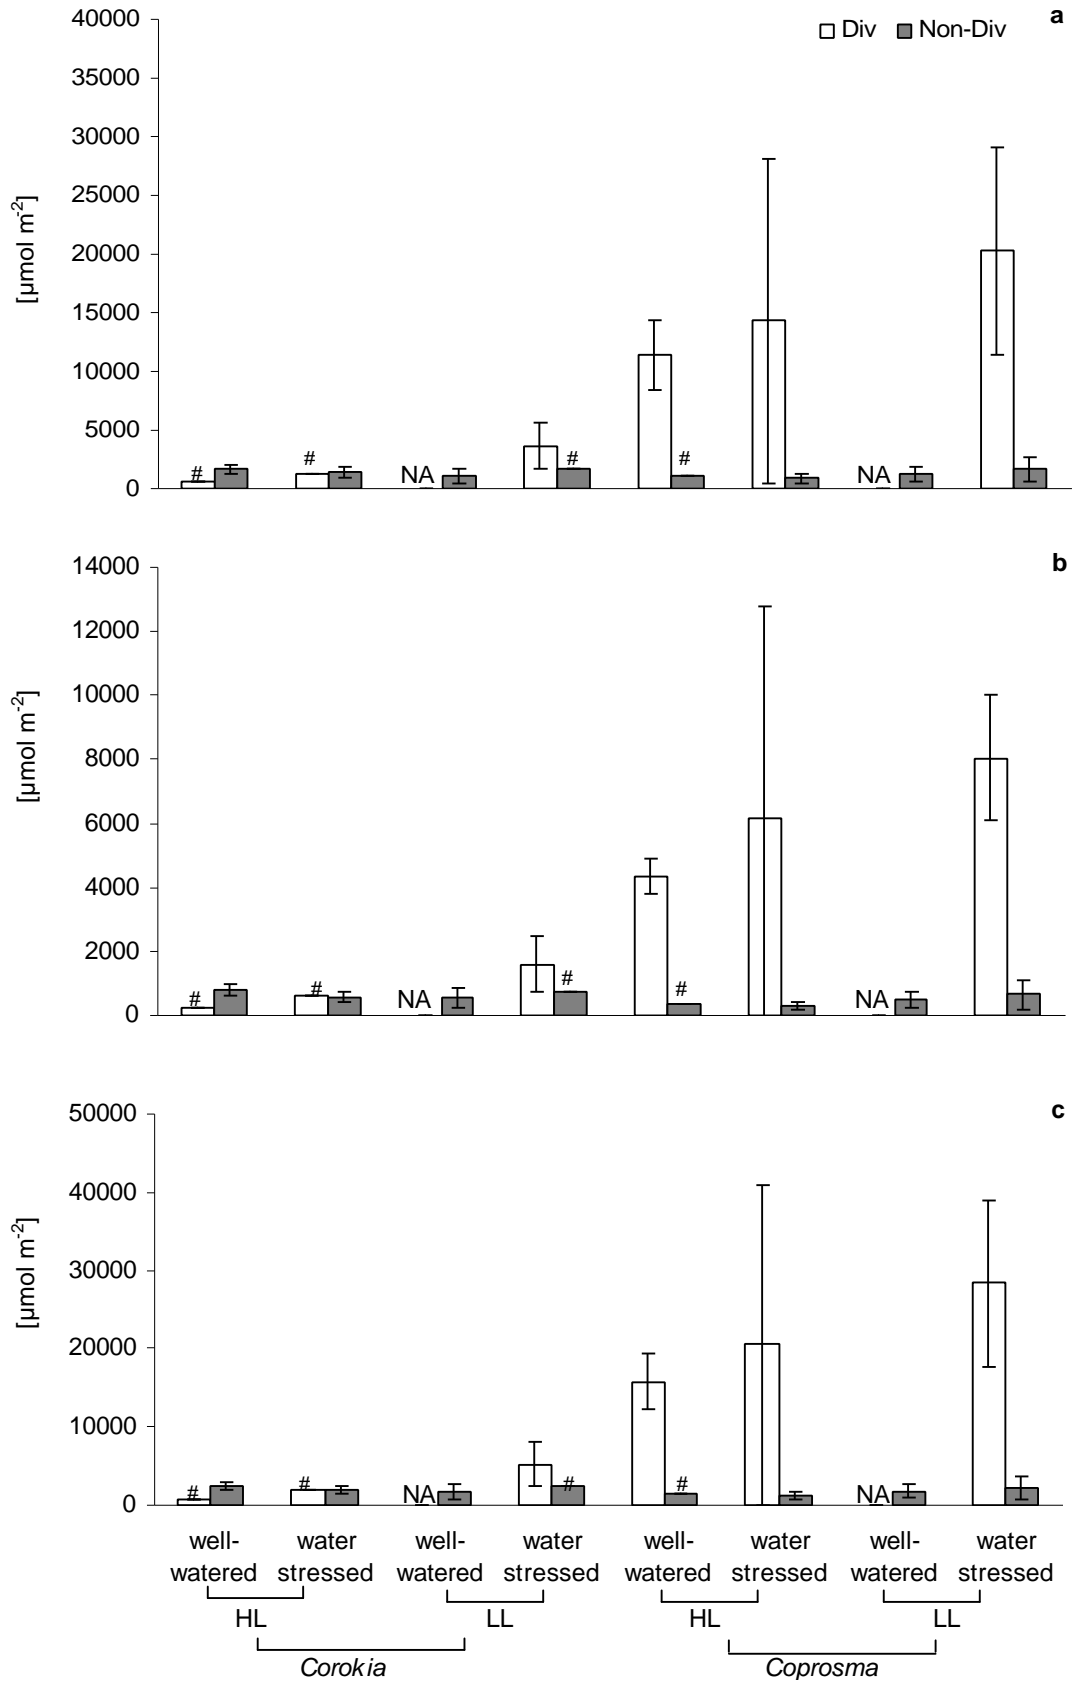 a
Div Non-Div
40000
35000
30000
25000
20000
15000
10000
5000
0
[µmol m-2]
# # NA # # NA
b
14000
12000
10000
8000
6000
4000
2000
0
[µmol m-2]
# # NA # # NA
c
50000
40000
30000
20000
10000
0
[µmol m-2]
# # NA # # NA
well- water well- water well- water well- water
watered stressed watered stressed watered stressed watered stressed
HL LL HL LL
Corokia Coprosma